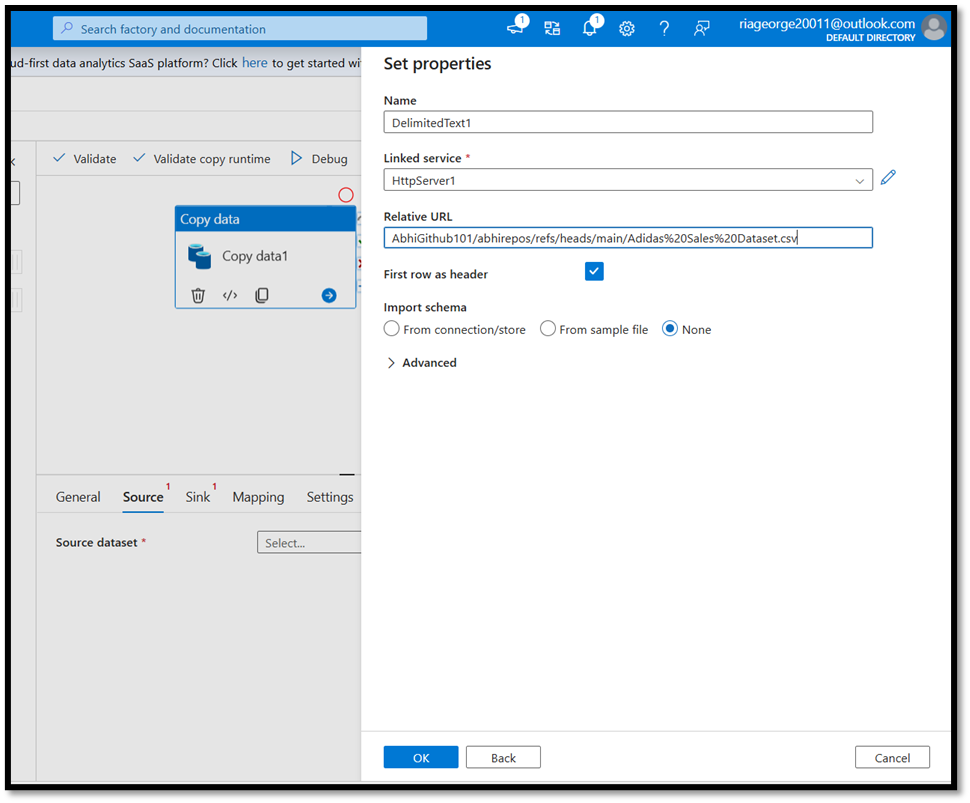 Search factory and documentation
1
1
riageorge20011@outlook.com
DEFAULT DIRECTORY
ud-first data analytics SaaS platform? Click here to get started wi
Validate
Validate copy runtime
Debug
Copy data
Copy data1
General
Source 1
Sink 1
Mapping
Settings
Source dataset *
Select...
Set properties
Name
DelimitedText1
Linked service *
HttpServer1
Relative URL
AbhiGithub101/abhirepos/refs/heads/main/Adidas%20Sales%20Dataset.csv
First row as header
Import schema
From connection/store
From sample file
None
Advanced
OK
Back
Cancel